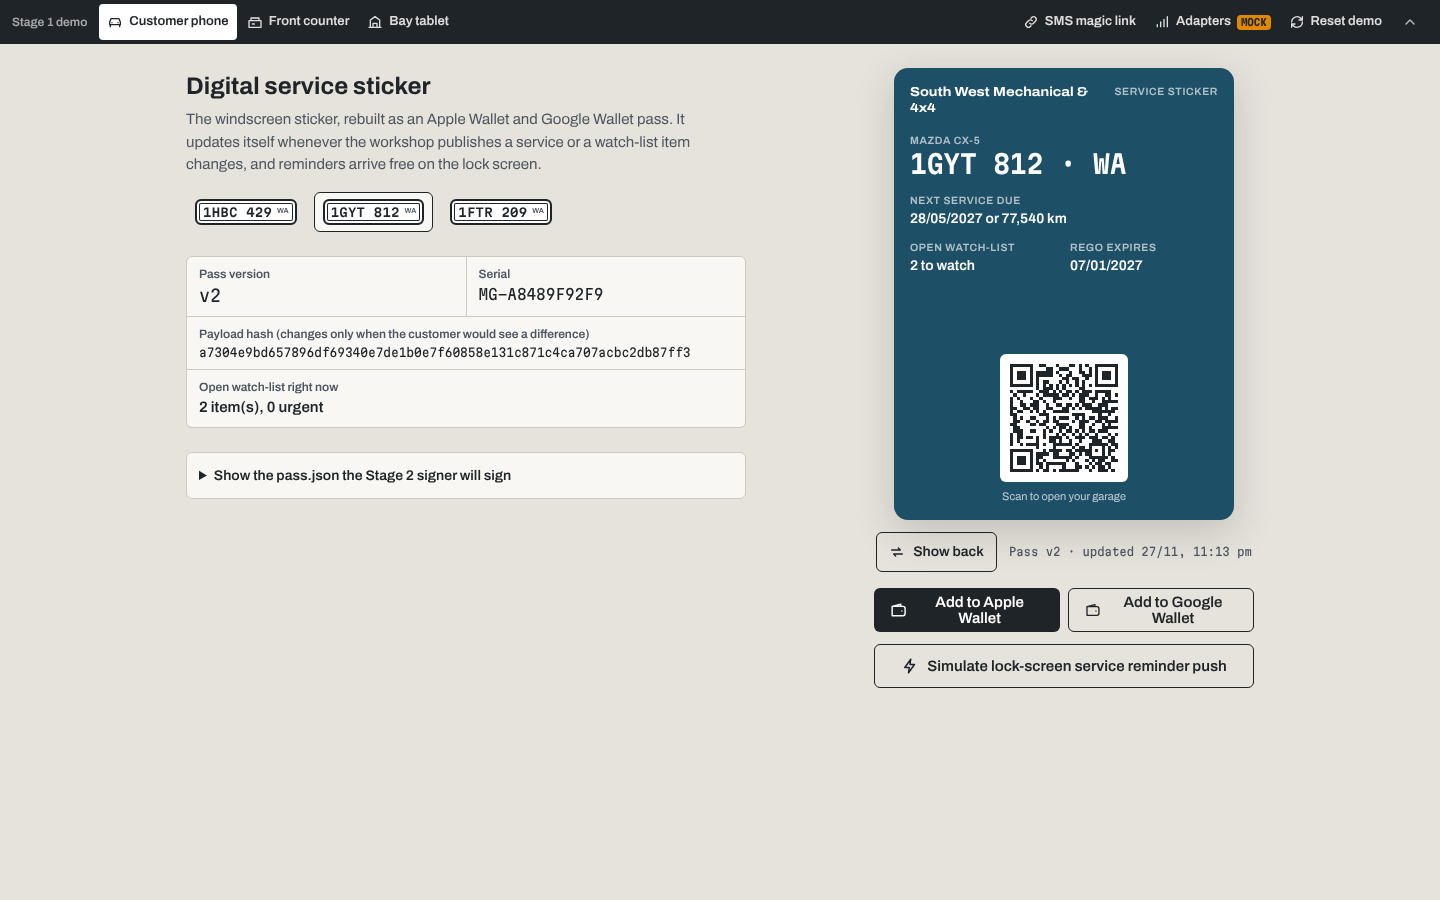 Stage 1 demo
Customer phone
Front counter
Bay tablet
SMS magic link
Adapters MOCK
Reset demo
Digital service sticker
The windscreen sticker, rebuilt as an Apple Wallet and Google Wallet pass. It
updates itself whenever the workshop publishes a service or a watch-list item
changes, and reminders arrive free on the lock screen.
1HBC 429 WA
1GYT 812 WA
1FTR 209 WA
Pass version
v2
Serial
MG-A8489F92F9
Payload hash (changes only when the customer would see a difference)
a7304e9bd657896df69340e7de1b0e7f60858e131c871c4ca707acbc2db87ff3
Open watch-list right now
2 item(s), 0 urgent
Show the pass.json the Stage 2 signer will sign
South West Mechanical &
4x4
SERVICE STICKER
MAZDA CX-5
1GYT 812 · WA
NEXT SERVICE DUE
28/05/2027 or 77,540 km
OPEN WATCH-LIST
2 to watch
REGO EXPIRES
07/01/2027
Scan to open your garage
Show back
Pass v2 · updated 27/11, 11:13 pm
Add to Apple
Wallet
Add to Google
Wallet
Simulate lock-screen service reminder push